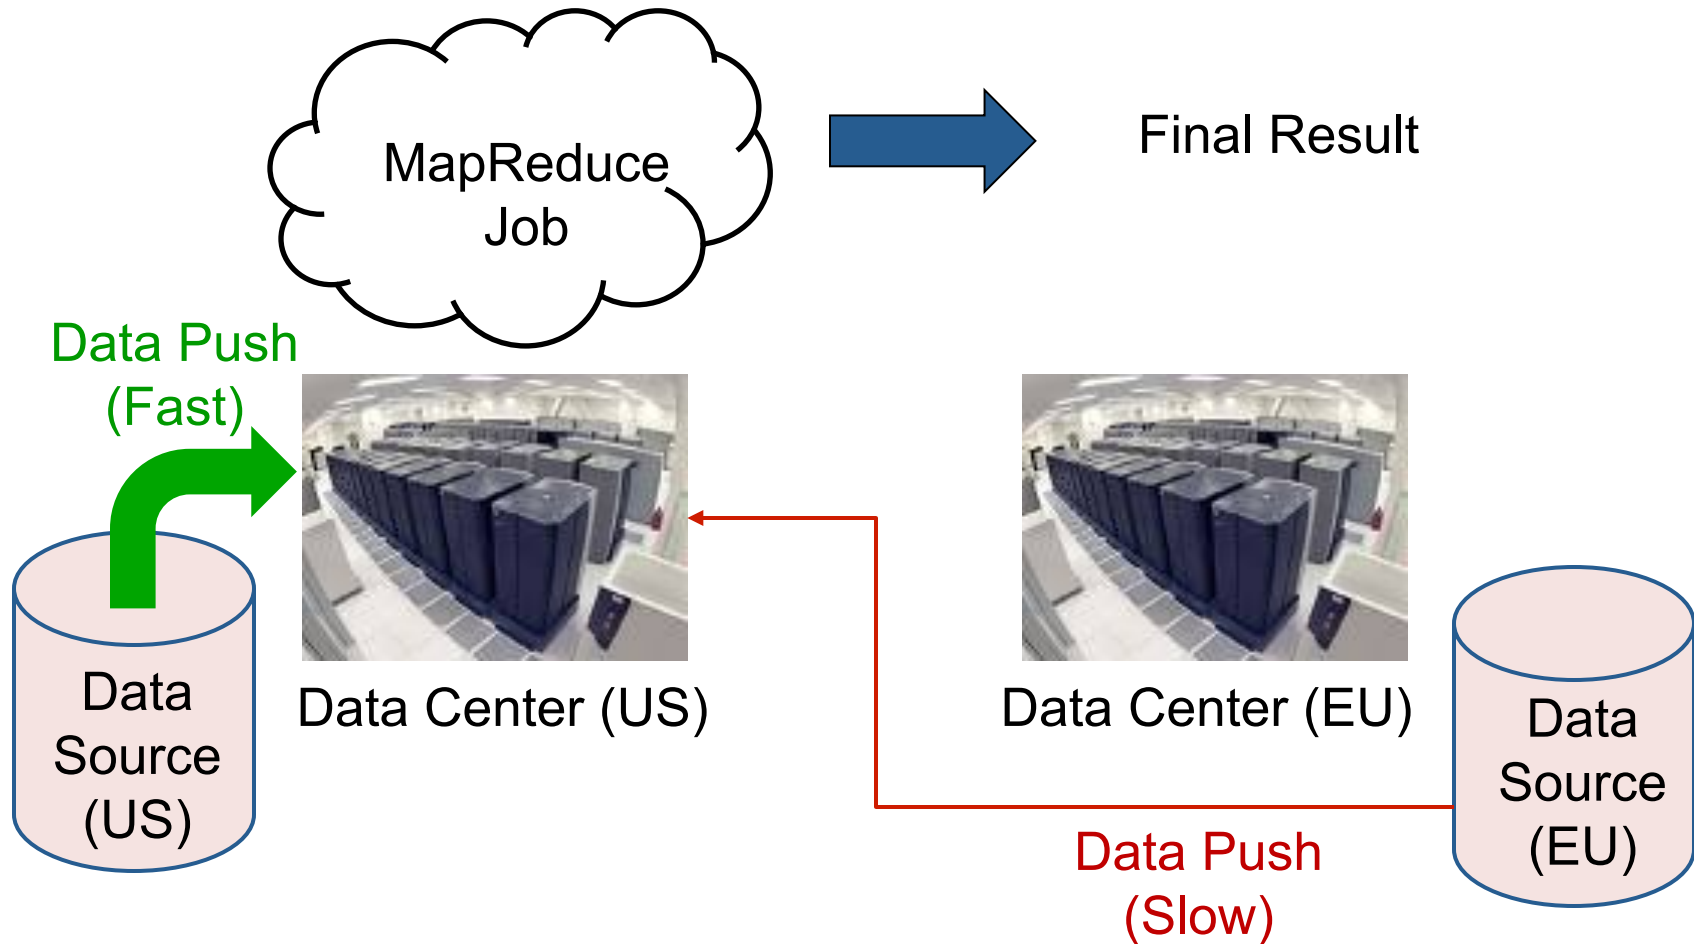 MapReduce
Job
Final Result
Data Push
(Fast)
Data
Source
(US)
Data Center (US)
Data Center (EU)
Data
Source
(EU)
Data Push
(Slow)